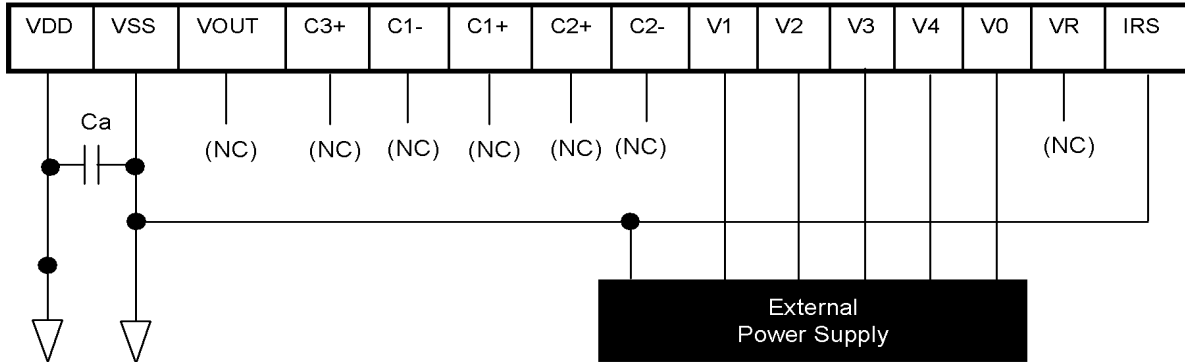 VDD VSS VOUT C3+ C1- C1+ C2+ C2- V1 V2 V3 V4 V0 VR IRS
Ca
(NC) (NC) (NC) (NC) (NC) (NC) (NC)
External
Power Supply